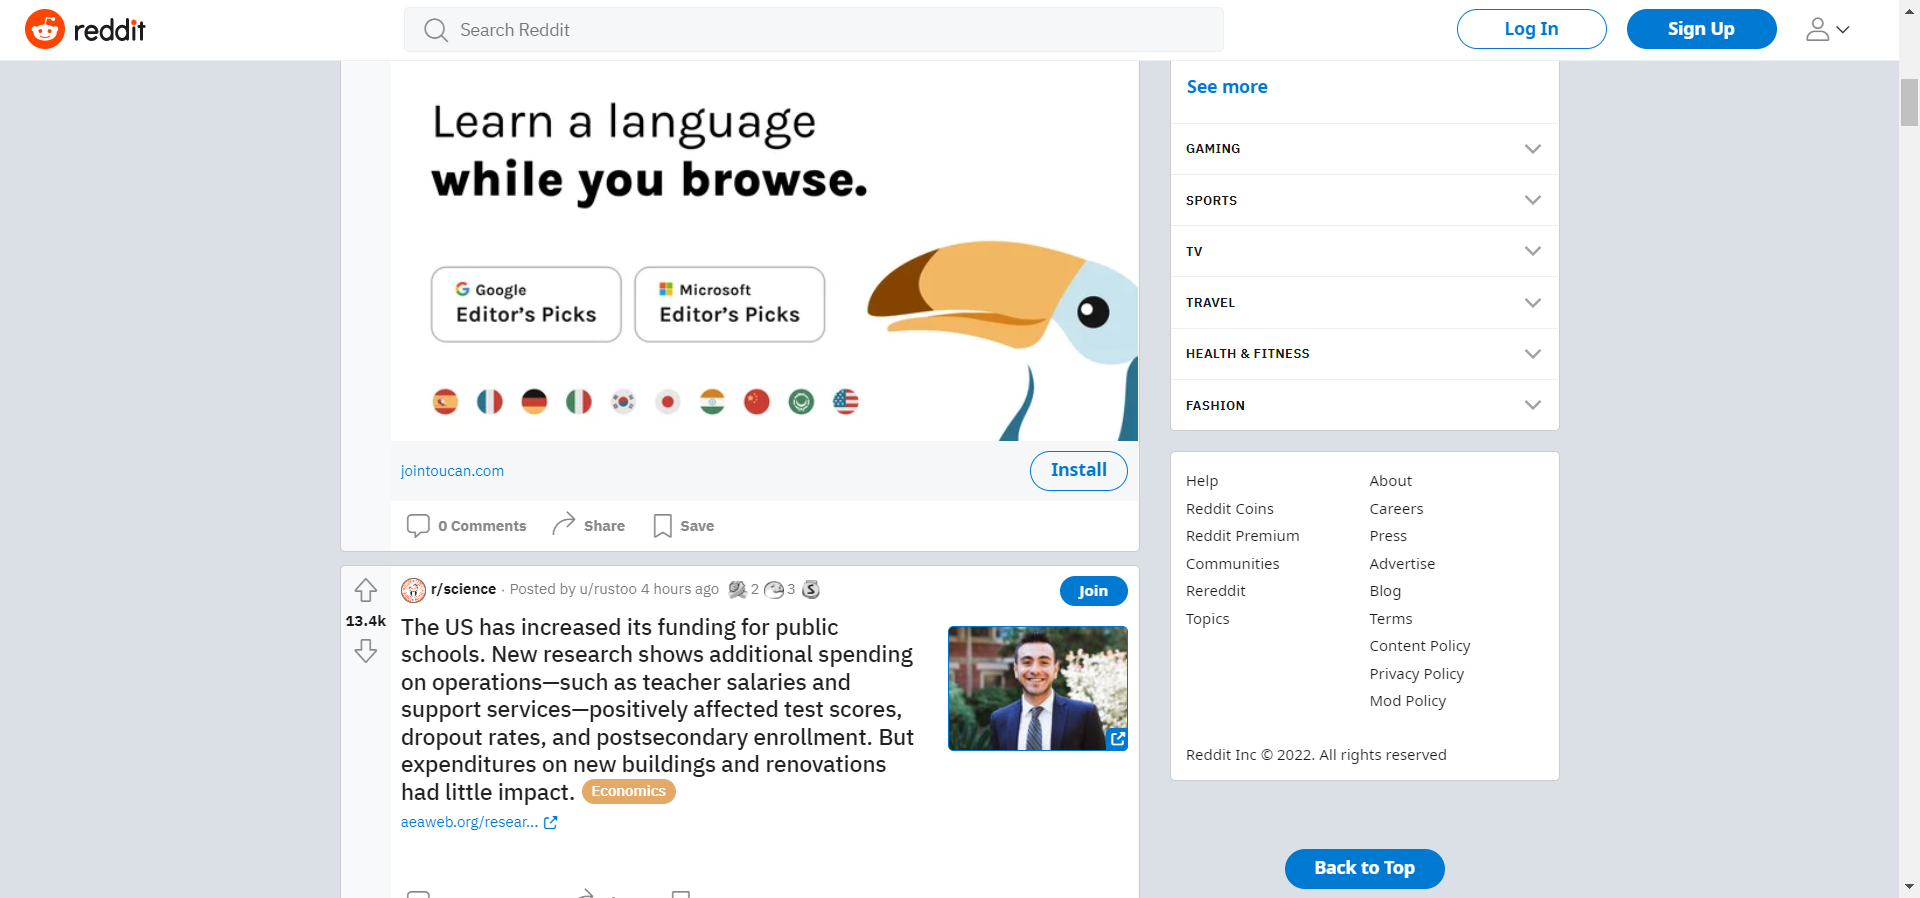 reddit
Search Reddit
Log In
Sign Up
Learn a language
while you browse.
Google
Editor's Picks
Microsoft
Editor's Picks
jointoucan.com
Install
0 Comments
Share
Save
13.4k
r/science · Posted by u/rustoo 4 hours ago 2 3
Join
The US has increased its funding for public
schools. New research shows additional spending
on operations—such as teacher salaries and
support services—positively affected test scores,
dropout rates, and postsecondary enrollment. But
expenditures on new buildings and renovations
had little impact. Economics
aeaweb.org/resear...
See more
GAMING
SPORTS
TV
TRAVEL
HEALTH & FITNESS
FASHION
Help
Reddit Coins
Reddit Premium
Communities
Rereddit
Topics
About
Careers
Press
Advertise
Blog
Terms
Content Policy
Privacy Policy
Mod Policy
Reddit Inc © 2022. All rights reserved
Back to Top